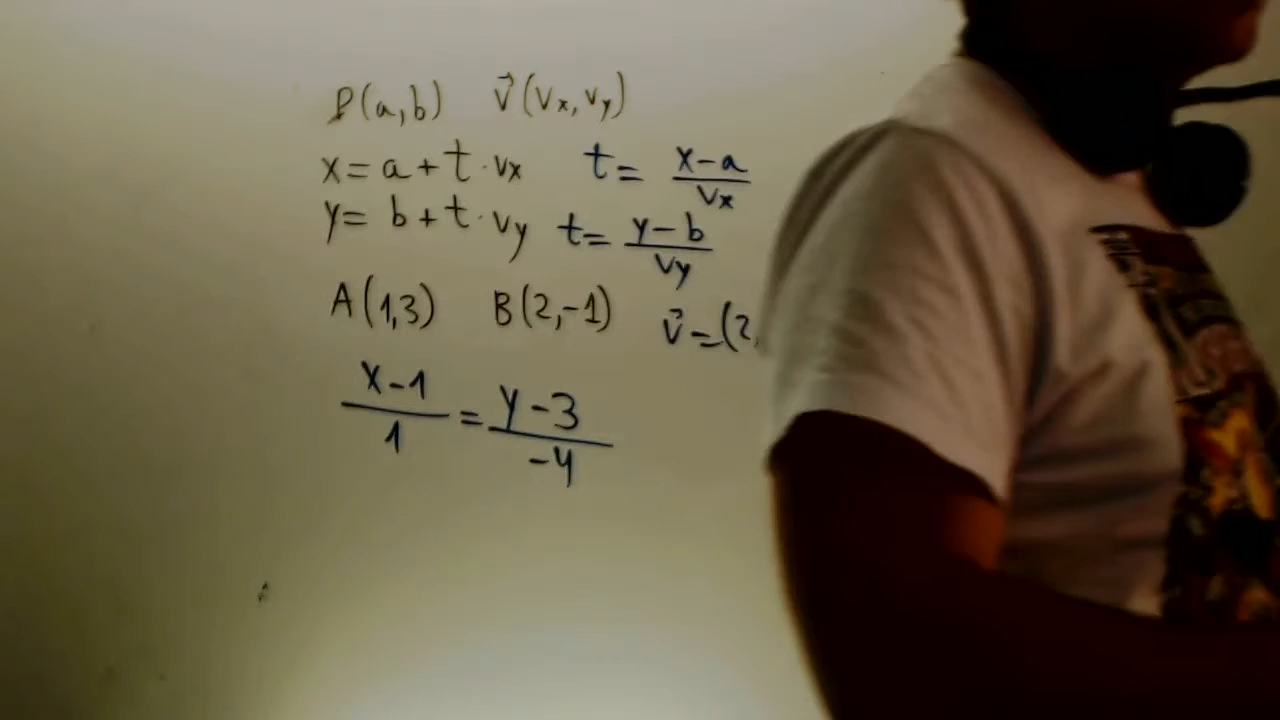 P(a,b) v⃗(vx,vy)
x= a+t·vx t= x-a/vx
y= b+t·vy t= y-b/vy
A(1,3) B(2,-1) v⃗=(2,
x-1/1 = y-3/-4